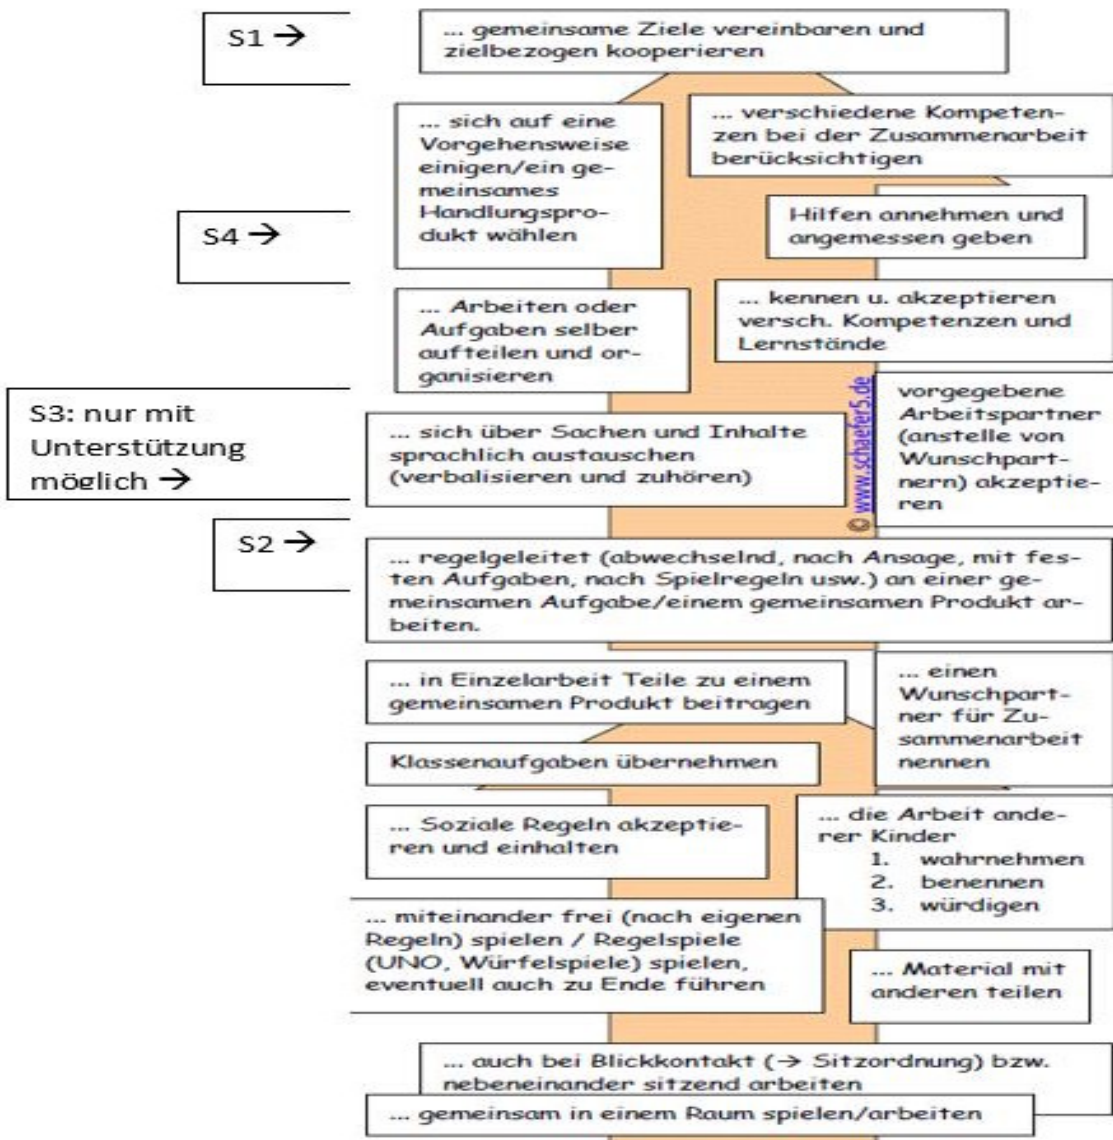 S1 →
... gemeinsame Ziele vereinbaren und
zielbezogen kooperieren
... sich auf eine
Vorgehensweise
einigen/ein ge-
meinsames
Handlungspro-
dukt wählen
... verschiedene Kompeten-
zen bei der Zusammenarbeit
berücksichtigen
S4 →
Hilfen annehmen und
angemessen geben
... Arbeiten oder
Aufgaben selber
aufteilen und or-
ganisieren
... kennen u. akzeptieren
versch. Kompetenzen und
Lernstände
S3: nur mit
Unterstützung
möglich →
... sich über Sachen und Inhalte
sprachlich austauschen
(verbalisieren und zuhören)
© www.schaefer5.de
vorgegebene
Arbeitspartner
(anstelle von
Wunschpart-
nern) akzeptie-
ren
S2 →
... regelgeleitet (abwechselnd, nach Ansage, mit fes-
ten Aufgaben, nach Spielregeln usw.) an einer ge-
meinsamen Aufgabe/einem gemeinsamen Produkt ar-
beiten.
... in Einzelarbeit Teile zu einem
gemeinsamen Produkt beitragen
... einen
Wunschpart-
ner für Zu-
sammenarbeit
nennen
Klassenaufgaben übernehmen
... Soziale Regeln akzeptie-
ren und einhalten
... die Arbeit ande-
rer Kinder
1. wahrnehmen
2. benennen
3. würdigen
... miteinander frei (nach eigenen
Regeln) spielen / Regelspiele
(UNO, Würfelspiele) spielen,
eventuell auch zu Ende führen
... Material mit
anderen teilen
... auch bei Blickkontakt (→ Sitzordnung) bzw.
nebeneinander sitzend arbeiten
... gemeinsam in einem Raum spielen/arbeiten